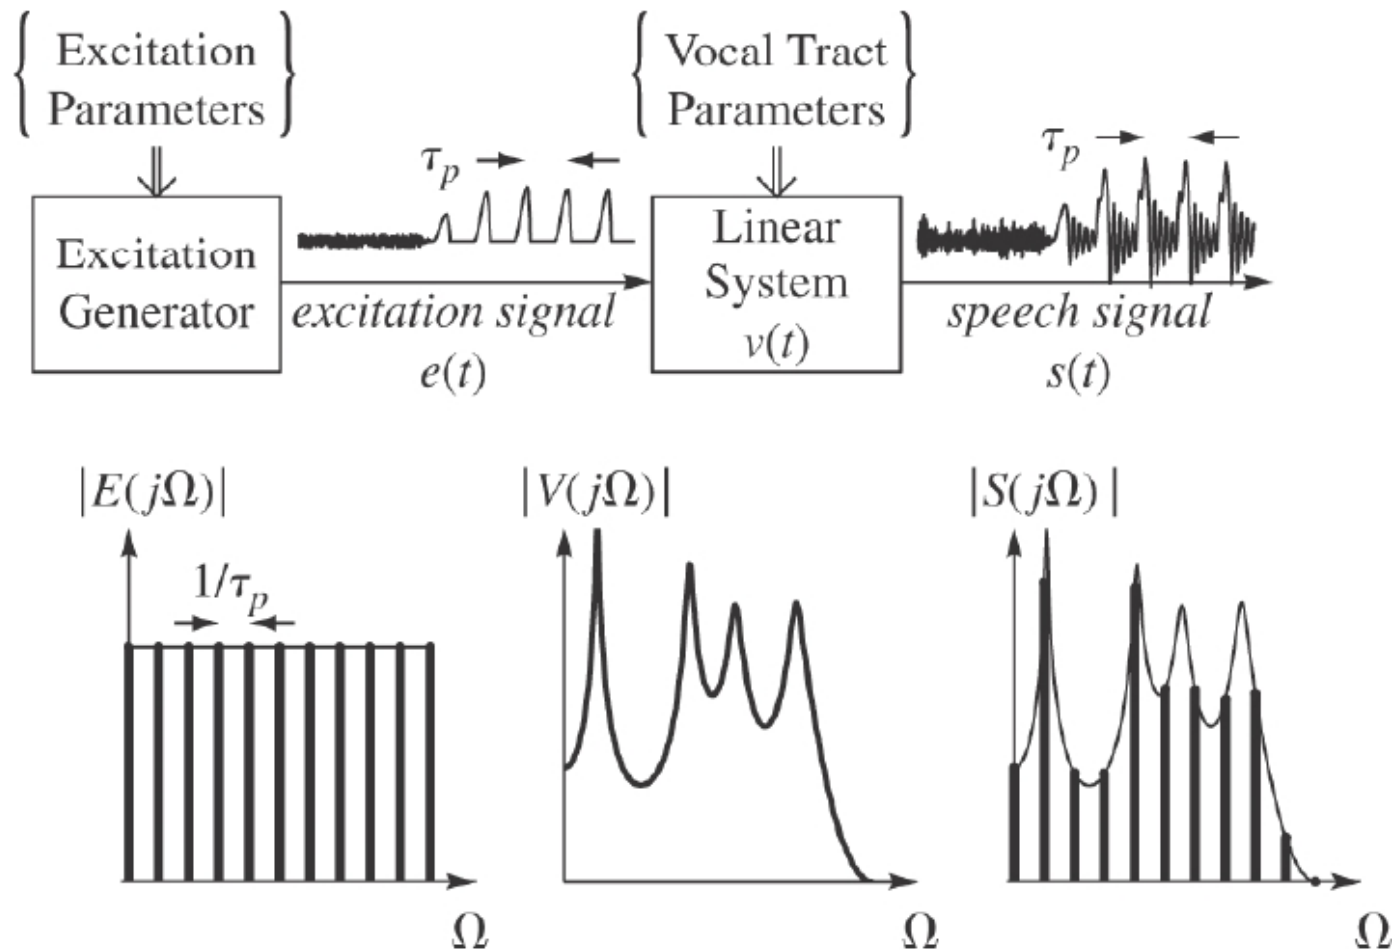 Excitation
Parameters
Vocal Tract
Parameters
τp
τp
Excitation
Generator
excitation signal
e(t)
Linear
System
v(t)
speech signal
s(t)
|E(jΩ)|
|V(jΩ)|
|S(jΩ)|
1/τp
Ω
Ω
Ω